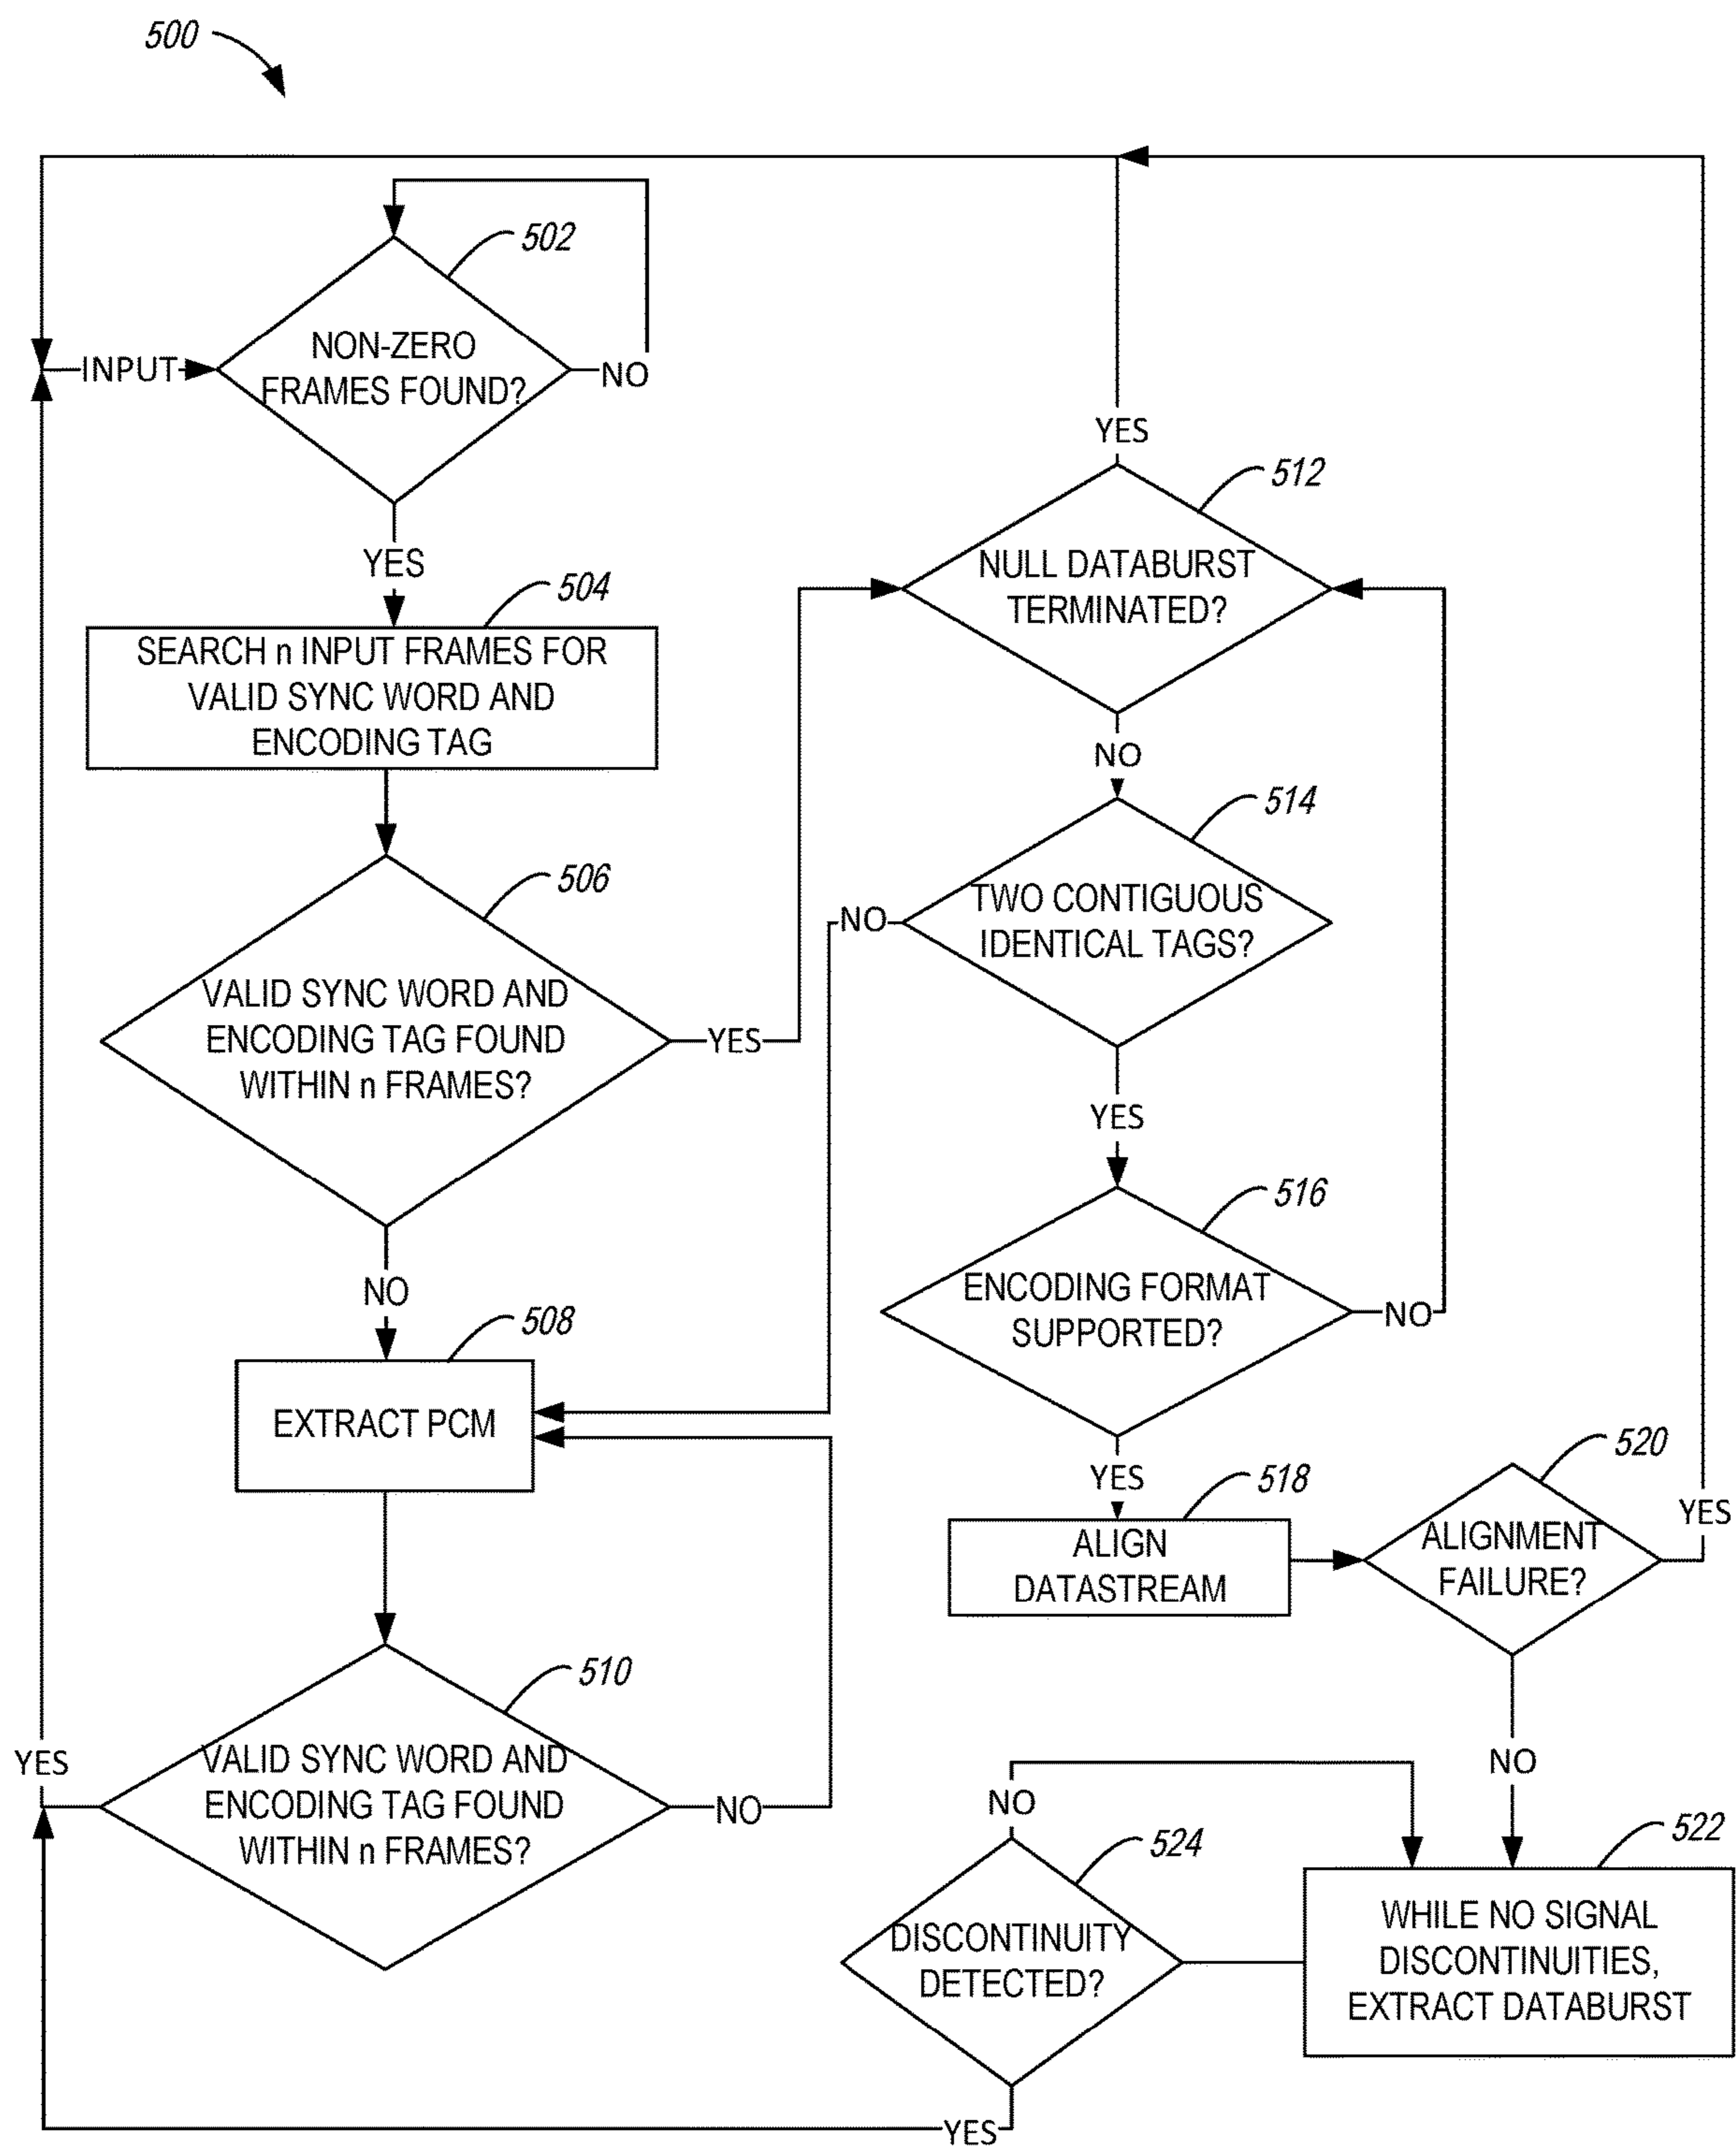 500
502
INPUT
NON-ZERO
FRAMES FOUND?
NO
YES
504
SEARCH n INPUT FRAMES FOR
VALID SYNC WORD AND
ENCODING TAG
506
VALID SYNC WORD AND
ENCODING TAG FOUND
WITHIN n FRAMES?
YES
NO
508
EXTRACT PCM
510
VALID SYNC WORD AND
ENCODING TAG FOUND
WITHIN n FRAMES?
YES
NO
YES
512
NULL DATABURST
TERMINATED?
NO
514
TWO CONTIGUOUS
IDENTICAL TAGS?
NO
YES
516
ENCODING FORMAT
SUPPORTED?
NO
YES
518
ALIGN
DATASTREAM
520
ALIGNMENT
FAILURE?
YES
NO
522
WHILE NO SIGNAL
DISCONTINUITIES,
EXTRACT DATABURST
524
DISCONTINUITY
DETECTED?
NO
YES